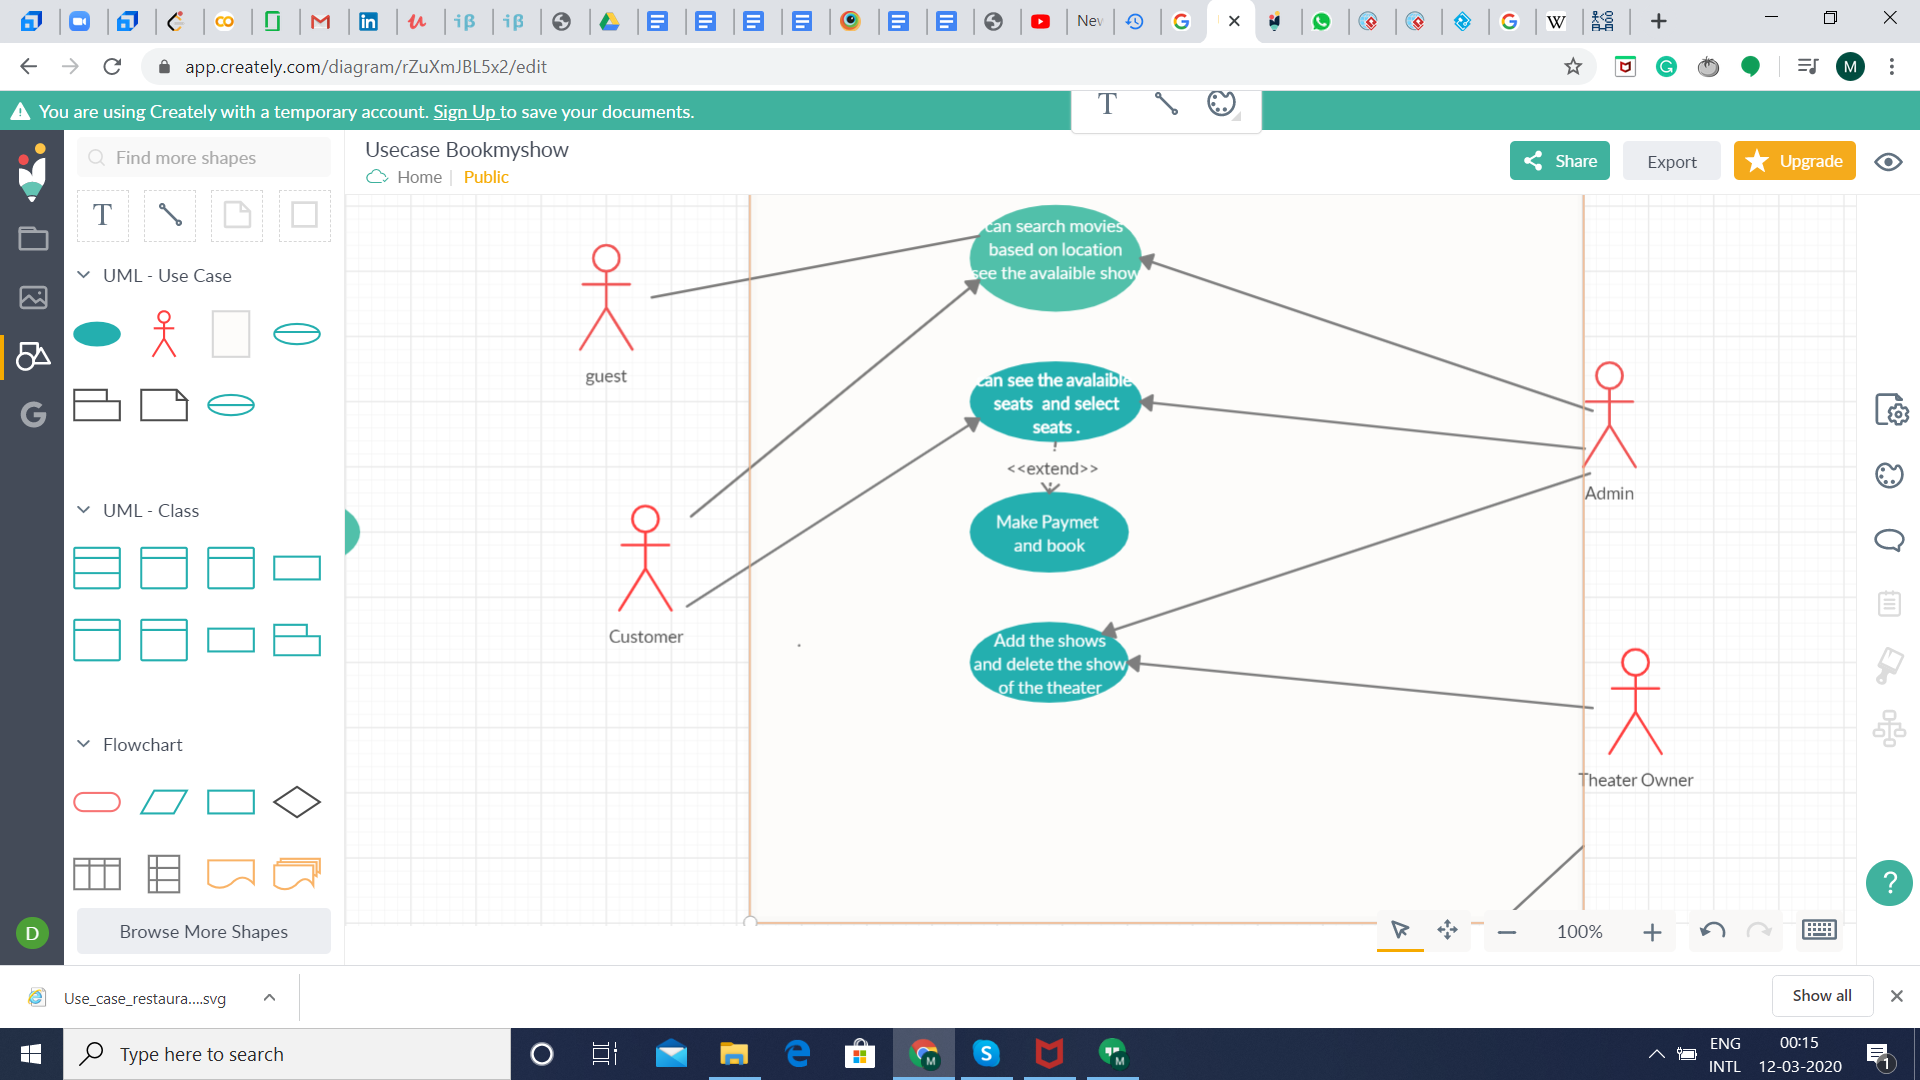 New
app.creately.com/diagram/rZuXmJBL5x2/edit
M
You are using Creately with a temporary account. Sign Up to save your documents.
T
Find more shapes
Usecase Bookmyshow
Home | Public
Share
Export
Upgrade
T
UML - Use Case
UML - Class
Flowchart
Browse More Shapes
D
can search movies
based on location
see the avalaible show
guest
can see the avalaible
seats and select
seats .
<<extend>>
Make Paymet
and book
Customer
Add the shows
and delete the show
of the theater
Admin
Theater Owner
100%
?
Use_case_restaura....svg
Show all
Type here to search
ENG
INTL
00:15
12-03-2020
1